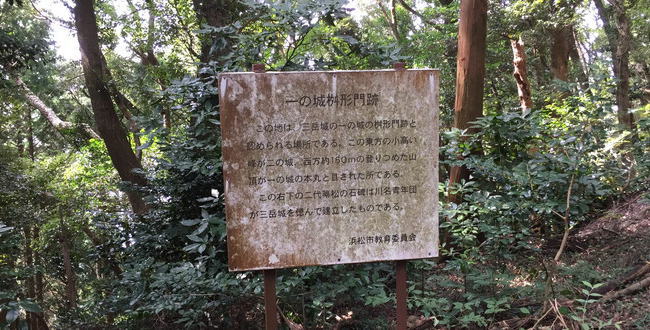 一の城桝形門跡
この地は、三岳城の一の城の桝形門跡と
認められる場所である。この東方の小高い
峰が二の城、西方約150mの登りつめた山
頂が一の城の本丸と目された所である。
この右下の二代略松の石碑は川名青年団
が三岳城を偲んで建立したものである。
浜松市教育委員会